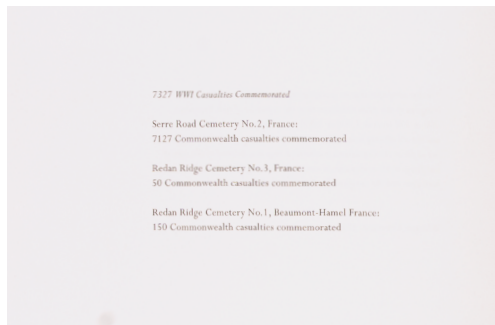 7327 WWI Casualties Commemorated
Serre Road Cemetery No.2, France:
7127 Commonwealth casualties commemorated
Redan Ridge Cemetery No.3, France:
50 Commonwealth casualties commemorated
Redan Ridge Cemetery No.1, Beaumont-Hamel France:
150 Commonwealth casualties commemorated